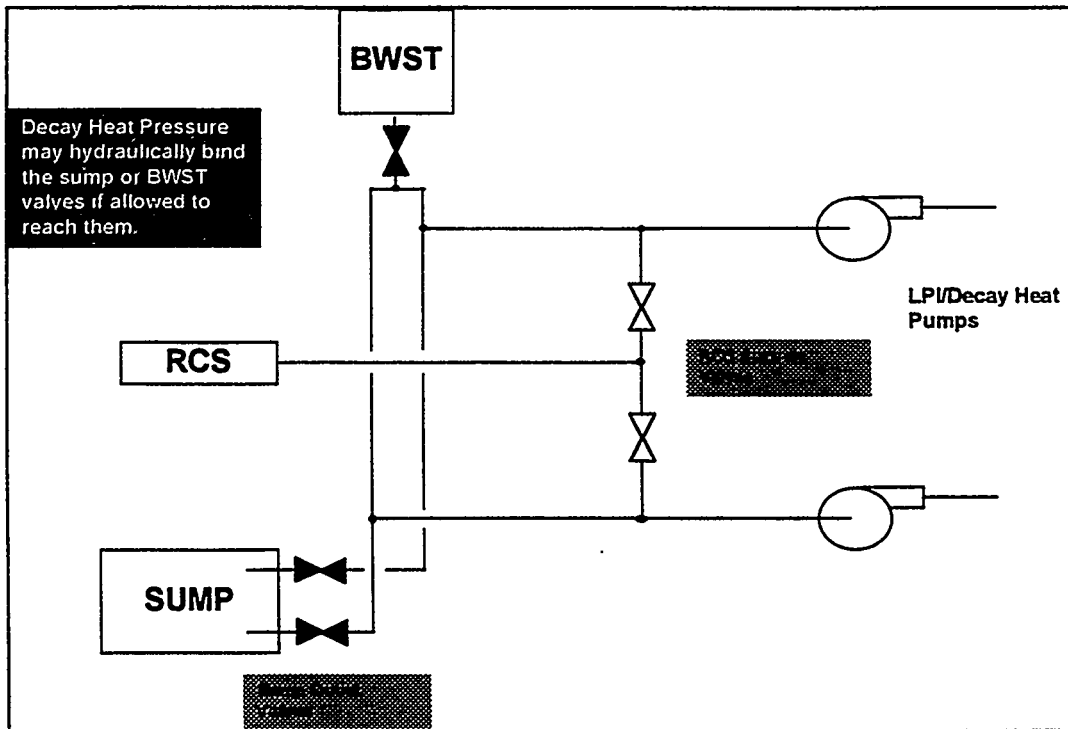 BWST
Decay Heat Pressure
may hydraulically bind
the sump or BWST
valves if allowed to
reach them.
LPI/Decay Heat
Pumps
RCS
SUMP